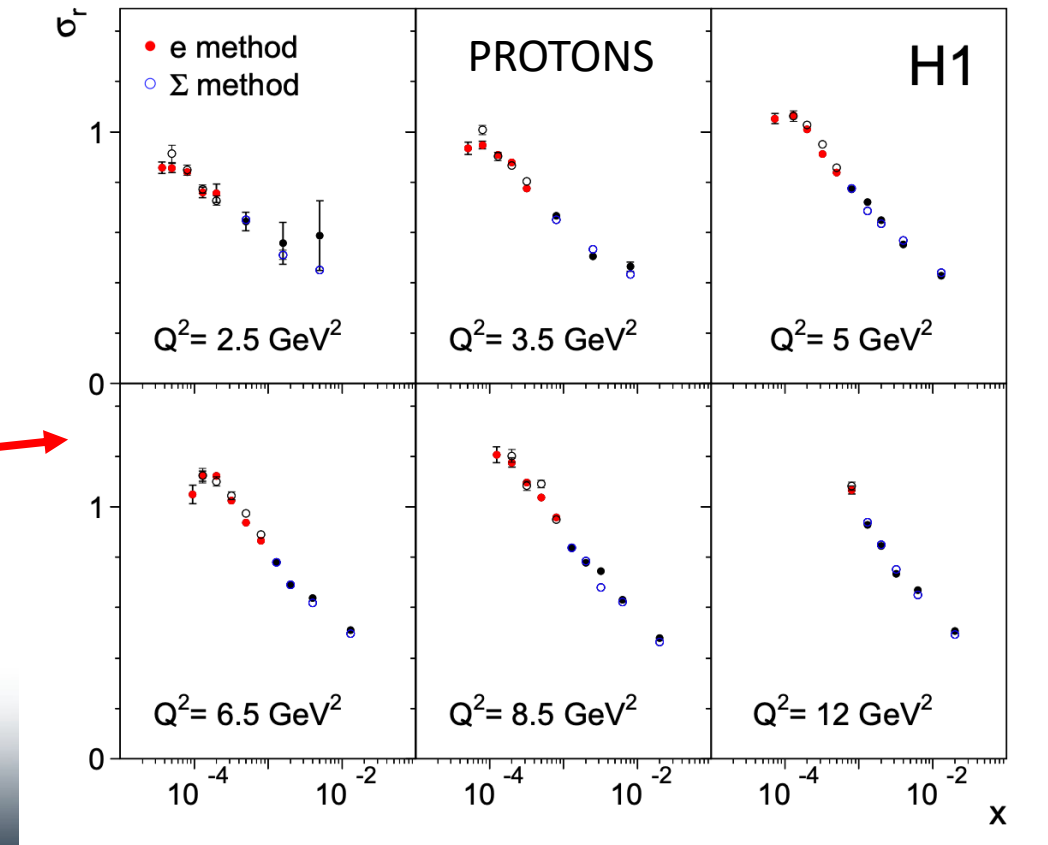 σr
e method
Σ method
PROTONS
H1
1
Q²= 2.5 GeV²
Q²= 3.5 GeV²
Q²= 5 GeV²
0
1
Q²= 6.5 GeV²
Q²= 8.5 GeV²
Q²= 12 GeV²
0
10⁻⁴ 10⁻² 10⁻⁴ 10⁻² 10⁻⁴ 10⁻²
x